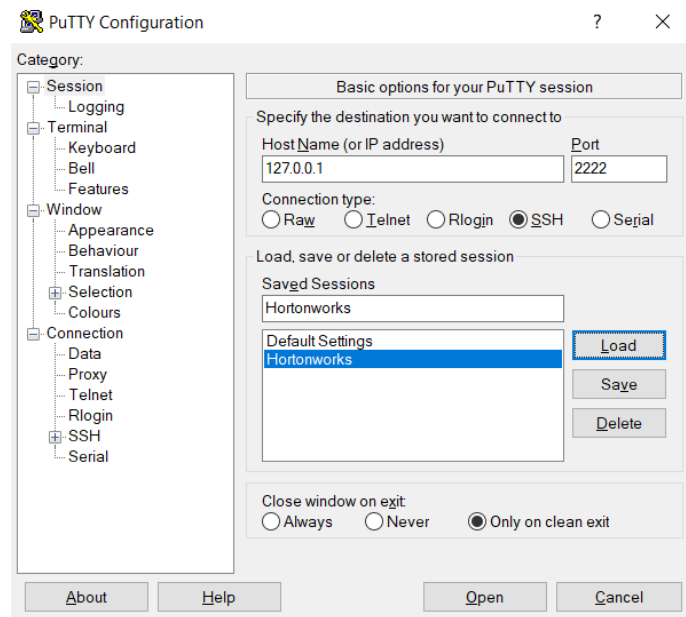 PuTTY Configuration
?
Category:
Session
Logging
Terminal
Keyboard
Bell
Features
Window
Appearance
Behaviour
Translation
Selection
Colours
Connection
Data
Proxy
Telnet
Rlogin
SSH
Serial
Basic options for your PuTTY session
Specify the destination you want to connect to
Host Name (or IP address) Port
127.0.0.1 2222
Connection type:
Raw Telnet Rlogin SSH Serial
Load, save or delete a stored session
Saved Sessions
Hortonworks
Default Settings
Hortonworks
Load
Save
Delete
Close window on exit:
Always Never Only on clean exit
About Help Open Cancel